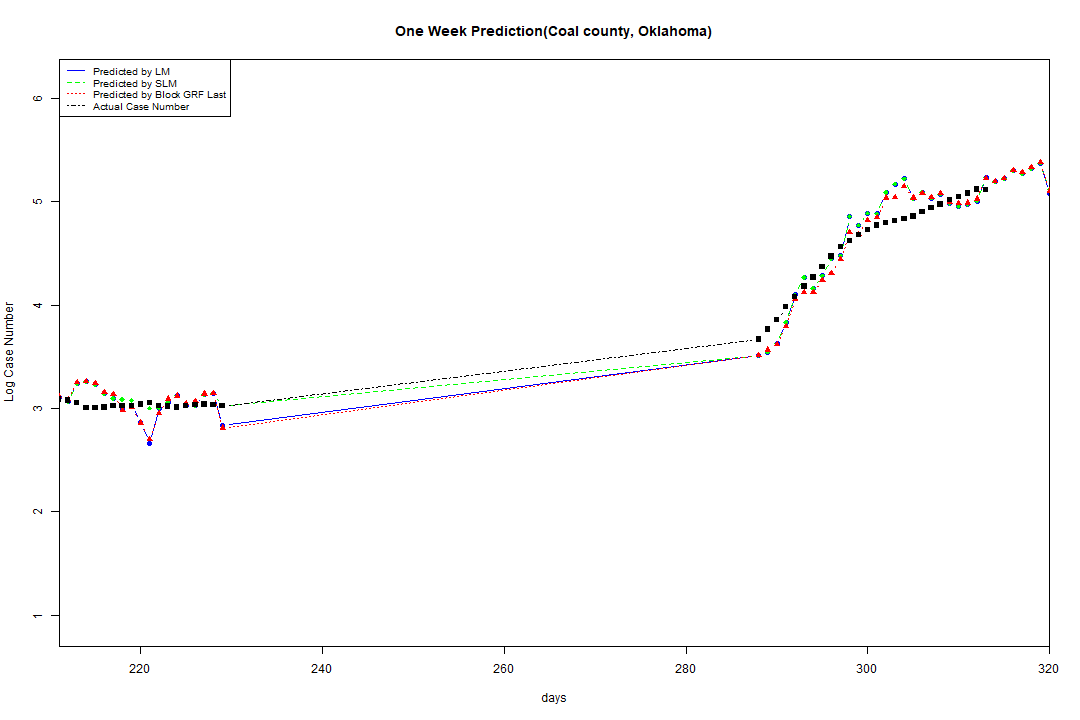 One Week Prediction(Coal county, Oklahoma)
Predicted by LM
Predicted by SLM
Predicted by Block GRF Last
Actual Case Number
6
5
4
3
2
1
Log Case Number
220 240 260 280 300 320
days